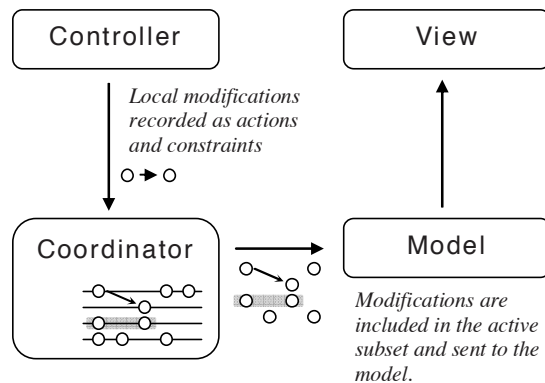 Controller
View
Local modifications
recorded as actions
and constraints
Coordinator
Model
Modifications are
included in the active
subset and sent to the
model.